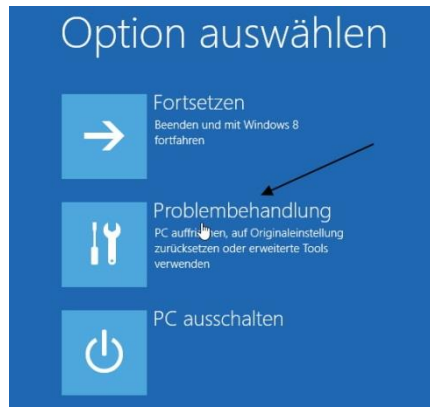 Option auswählen
Fortsetzen
Beenden und mit Windows 8
fortfahren
Problembehandlung
PC auffrischen, auf Originaleinstellung
zurücksetzen oder erweiterte Tools
verwenden
PC ausschalten